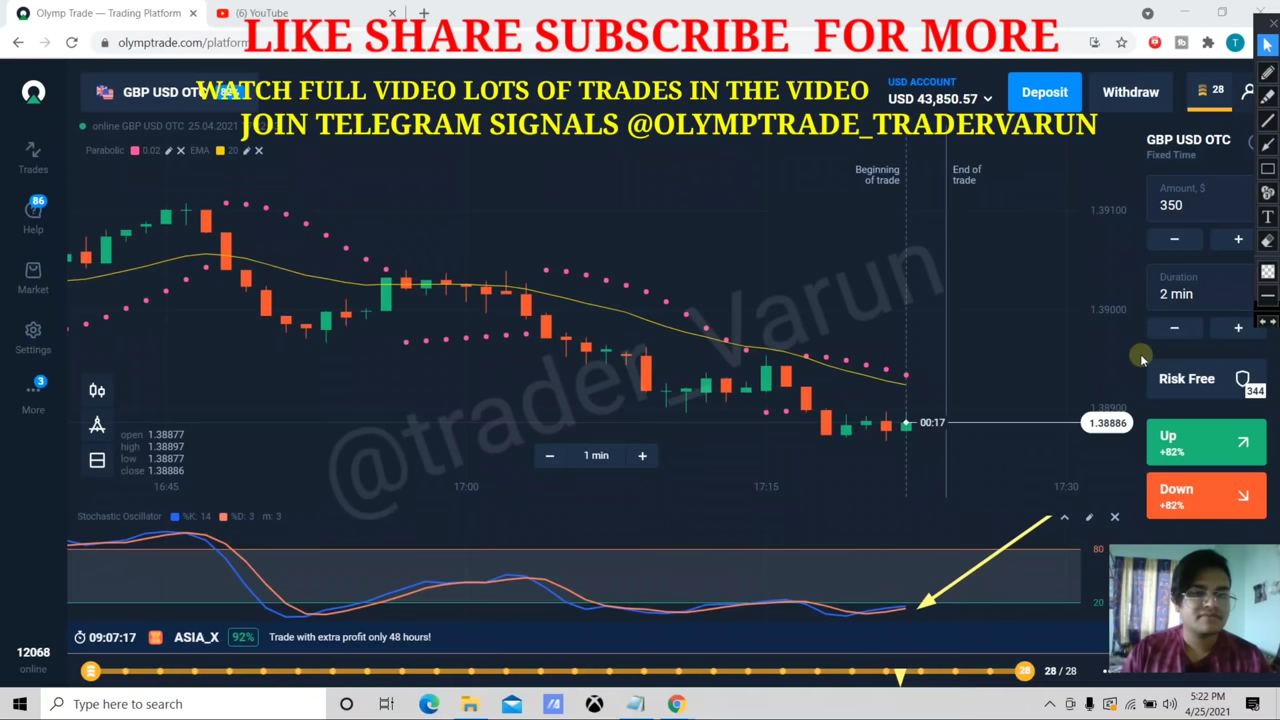 Olymp Trade — Trading Platform
(6) YouTube
olymptrade.com/platform
LIKE SHARE SUBSCRIBE FOR MORE
WATCH FULL VIDEO LOTS OF TRADES IN THE VIDEO
JOIN TELEGRAM SIGNALS @OLYMPTRADE_TRADERVARUN
GBP USD OTC
USD ACCOUNT
USD 43,850.57
Deposit
Withdraw
28
online GBP USD OTC 25.04.2021
Parabolic 0.02 EMA 20
Trades
86
Help
Market
Settings
3
More
12068
online
Beginning
of trade
End of
trade
1.39100
1.39000
1.38900
1.38886
00:17
@trader_Varun
open 1.38877
high 1.38897
low 1.38877
close 1.38886
1 min
16:45
17:00
17:15
17:30
GBP USD OTC
Fixed Time
Amount, $
350
Duration
2 min
Risk Free
344
Up
+82%
Down
+82%
Stochastic Oscillator %K: 14 %D: 3 m: 3
80
20
09:07:17 ASIA_X 92% Trade with extra profit only 48 hours!
28 / 28
Type here to search
5:22 PM
4/25/2021